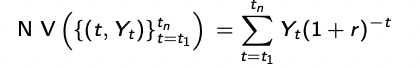 N V ( {(t, Y_t)}_{t=t_1}^{t_n} ) = \sum_{t=t_1}^{t_n} Y_t(1 + r)^{-t}